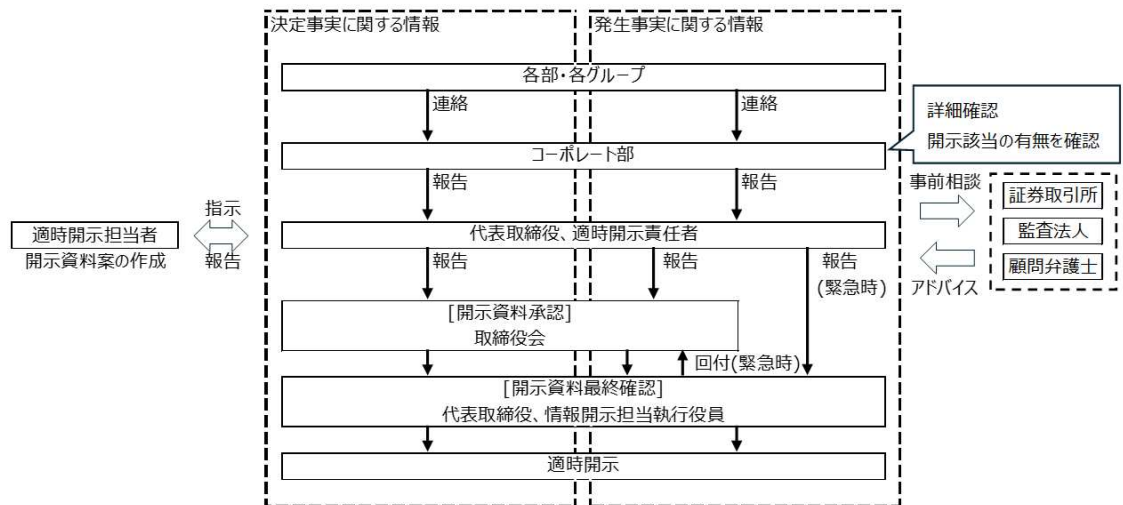 決定事実に関する情報
発生事実に関する情報
各部・各グループ
連絡
連絡
詳細確認
開示該当の有無を確認
コーポレート部
報告
報告
事前相談
証券取引所
監査法人
顧問弁護士
アドバイス
指示
適時開示担当者
開示資料案の作成
報告
代表取締役、適時開示責任者
報告
報告
報告
(緊急時)
[開示資料承認]
取締役会
回付(緊急時)
[開示資料最終確認]
代表取締役、情報開示担当執行役員
適時開示